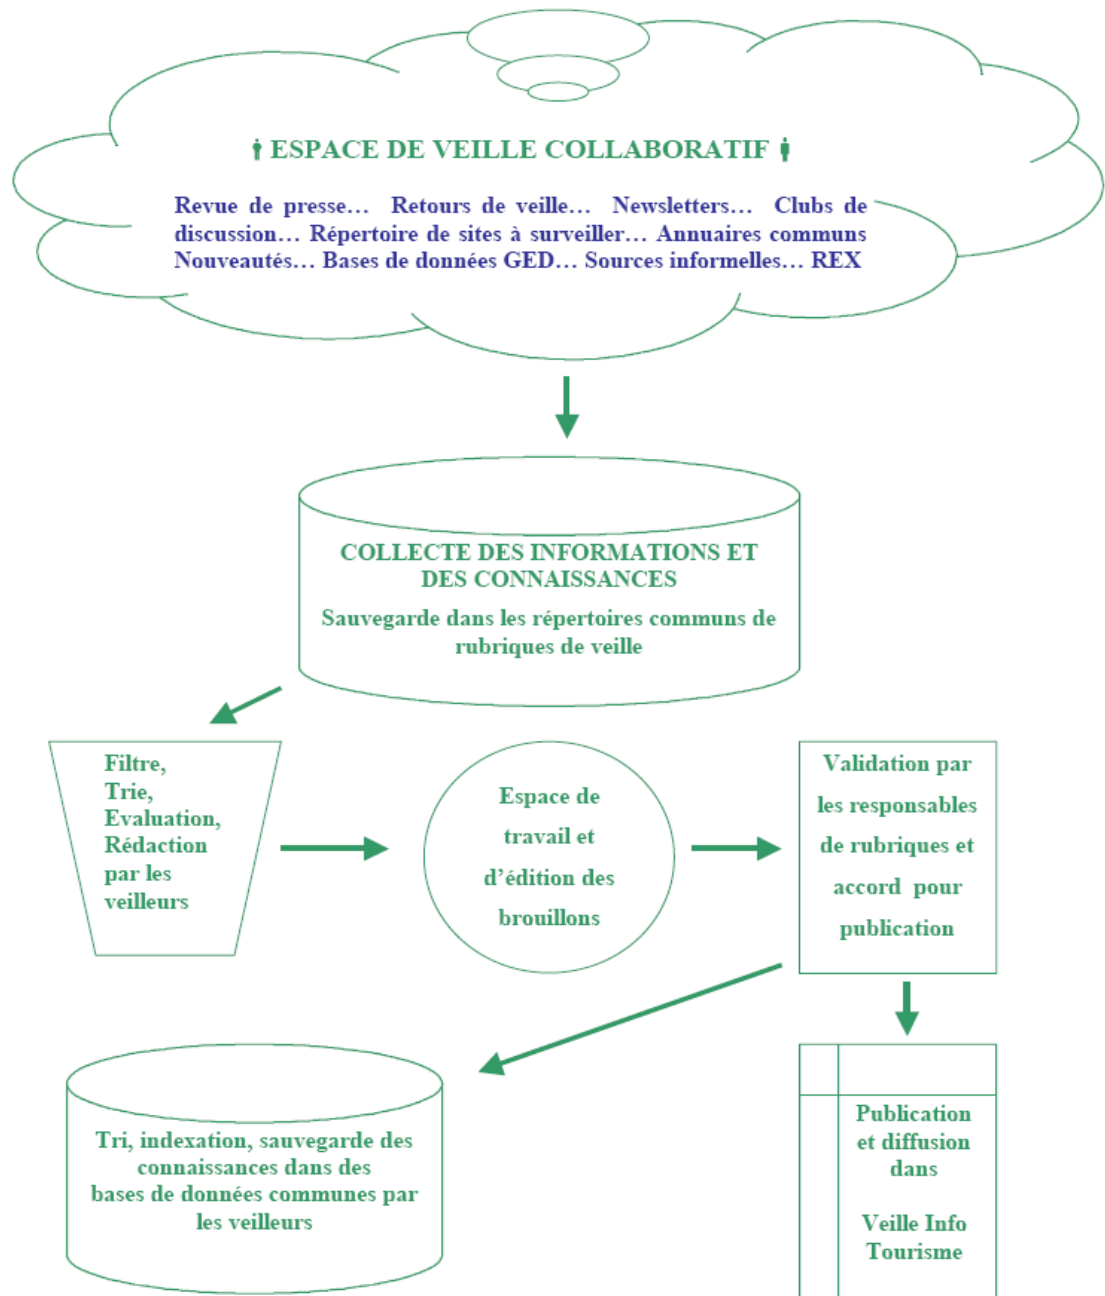 ESPACE DE VEILLE COLLABORATIF
Revue de presse… Retours de veille… Newsletters… Clubs de
discussion… Répertoire de sites à surveiller… Annuaires communs
Nouveautés… Bases de données GED… Sources informelles… REX
COLLECTE DES INFORMATIONS ET
DES CONNAISSANCES
Sauvegarde dans les répertoires communs de
rubriques de veille
Filtre,
Trie,
Evaluation,
Rédaction
par les
veilleurs
Espace de
travail et
d’édition des
brouillons
Validation par
les responsables
de rubriques et
accord pour
publication
Tri, indexation, sauvegarde des
connaissances dans des
bases de données communes par
les veilleurs
Publication
et diffusion
dans
Veille Info
Tourisme